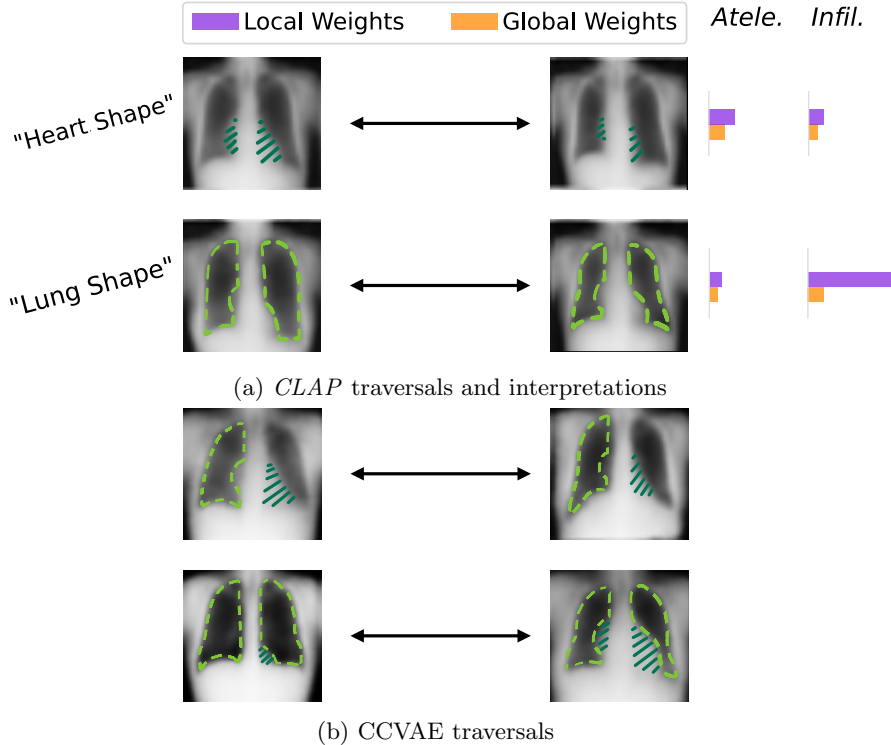 Local Weights Global Weights Atele. Infil.
"Heart Shape"
"Lung Shape"
(a) CLAP traversals and interpretations
(b) CCVAE traversals